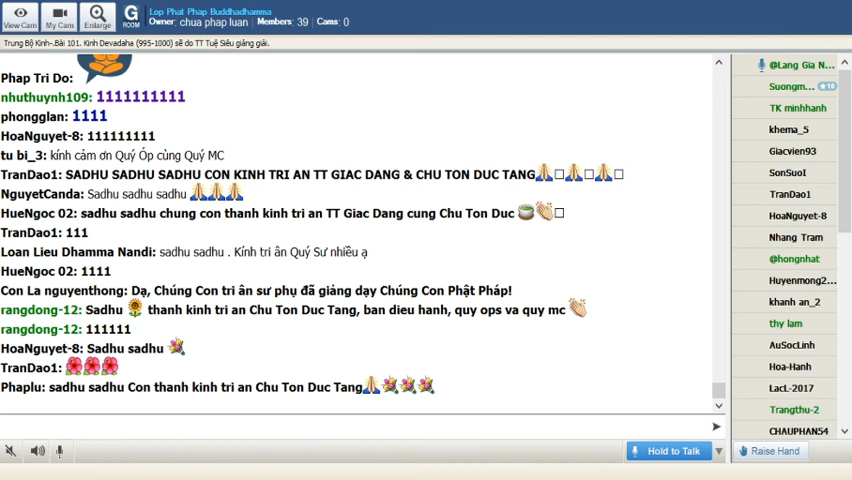 View Cam
My Cam
Enlarge
G
ROOM
Lop Phat Phap Buddhadhamma
Owner: chua phap luan Members: 39 Cams: 0
Trung Bộ Kinh-.Bài 101. Kinh Devadaha (995-1000) sẽ do TT Tuệ Siêu giảng giải.
Phap Tri Do:
nhuthuynh109: 1111111111
phongglan: 1111
HoaNguyet-8: 111111111
tu bi_3: kính cảm ơn Quý Óp cùng Quý MC
TranDao1: SADHU SADHU SADHU CON KINH TRI AN TT GIAC DANG & CHU TON DUC TANG🙏□🙏□🙏□
NguyetCanda: Sadhu sadhu sadhu 🙏🙏🙏
HueNgoc 02: sadhu sadhu chung con thanh kinh tri an TT Giac Dang cung Chu Ton Duc 🍵👏□
TranDao1: 111
Loan Lieu Dhamma Nandi: sadhu sadhu . Kính tri ân Quý Sư nhiều ạ
HueNgoc 02: 1111
Con La nguyenthong: Dạ, Chúng Con tri ân sư phụ đã giảng dạy Chúng Con Phật Pháp!
rangdong-12: Sadhu 🌻 thanh kinh tri an Chu Ton Duc Tang, ban dieu hanh, quy ops va quy mc 👏
rangdong-12: 111111
HoaNguyet-8: Sadhu sadhu 💐
TranDao1: 🌺🌺🌺
Phaplu: sadhu sadhu Con thanh kinh tri an Chu Ton Duc Tang🙏💐💐💐
Hold to Talk
@Lang Gia N...
Suongm... 10
TK minhhanh
khema_5
Giacvien93
SonSuoI
TranDao1
HoaNguyet-8
Nhang Tram
@hongnhat
Huyenmong2...
khanh an_2
thy lam
AuSocLinh
Hoa-Hanh
LacL-2017
Trangthu-2
CHAUPHAN54
Raise Hand